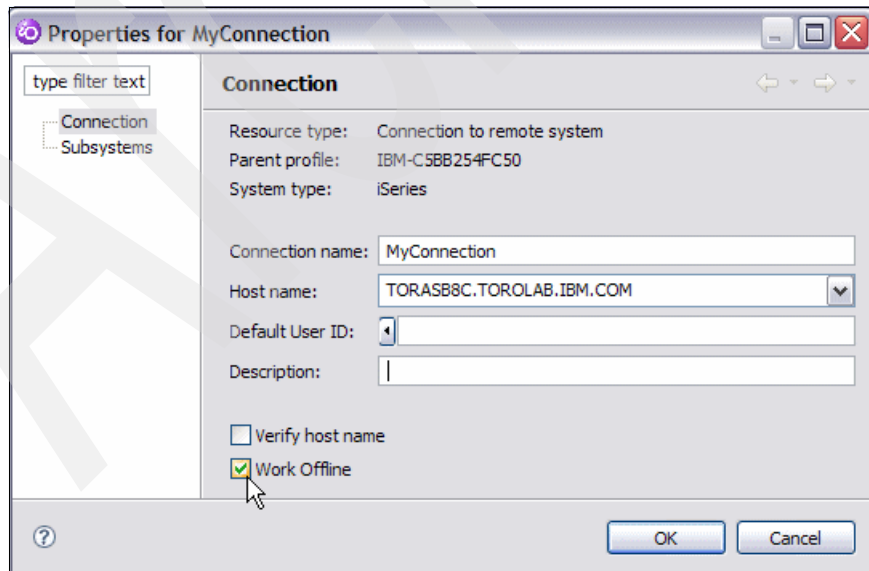 Properties for MyConnection
type filter text
Connection
Subsystems
Connection
Resource type: Connection to remote system
Parent profile: IBM-C5BB254FC50
System type: iSeries
Connection name: MyConnection
Host name: TORASB8C.TOROLAB.IBM.COM
Default User ID:
Description:
Verify host name
Work Offline
OK Cancel